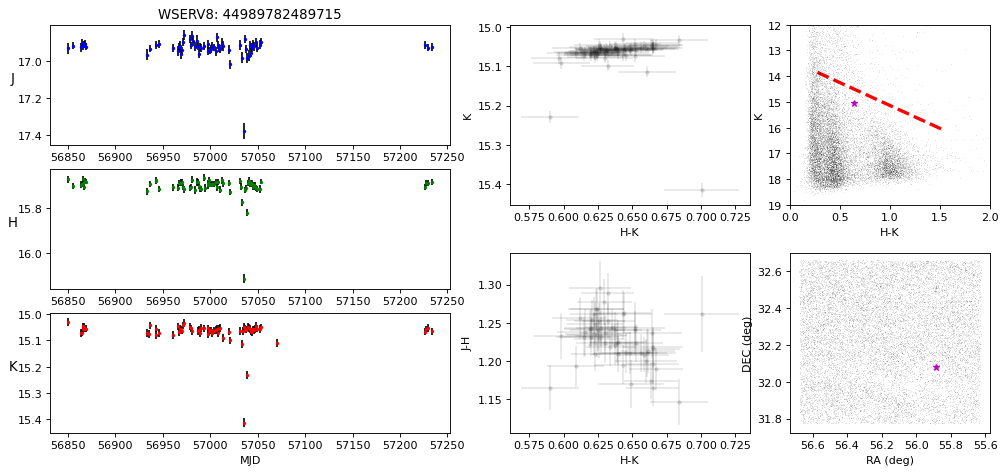 WSERV8: 44989782489715
J
17.0
17.2
17.4
56850 56900 56950 57000 57050 57100 57150 57200 57250
H
15.8
16.0
56850 56900 56950 57000 57050 57100 57150 57200 57250
K
15.0
15.1
15.2
15.3
15.4
56850 56900 56950 57000 57050 57100 57150 57200 57250
MJD
K
15.0
15.1
15.2
15.3
15.4
0.575 0.600 0.625 0.650 0.675 0.700 0.725
H-K
K
12
13
14
15
16
17
18
19
0.0 0.5 1.0 1.5 2.0
H-K
J-H
1.30
1.25
1.20
1.15
0.575 0.600 0.625 0.650 0.675 0.700 0.725
H-K
DEC (deg)
32.6
32.4
32.2
32.0
31.8
56.6 56.4 56.2 56.0 55.8 55.6
RA (deg)